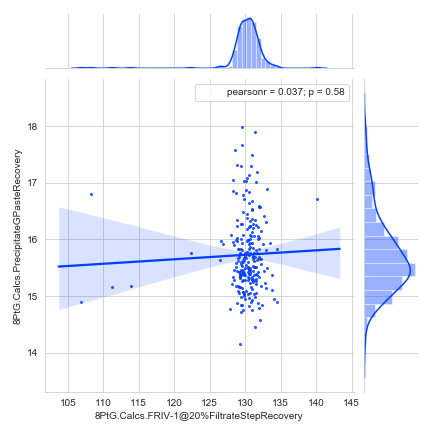 pearsonr = 0.037; p = 0.58
8PtG.Calcs.PrecipitateGPasteRecovery
18
17
16
15
14
105 110 115 120 125 130 135 140 145
8PtG.Calcs.FRIV-1@20%FiltrateStepRecovery